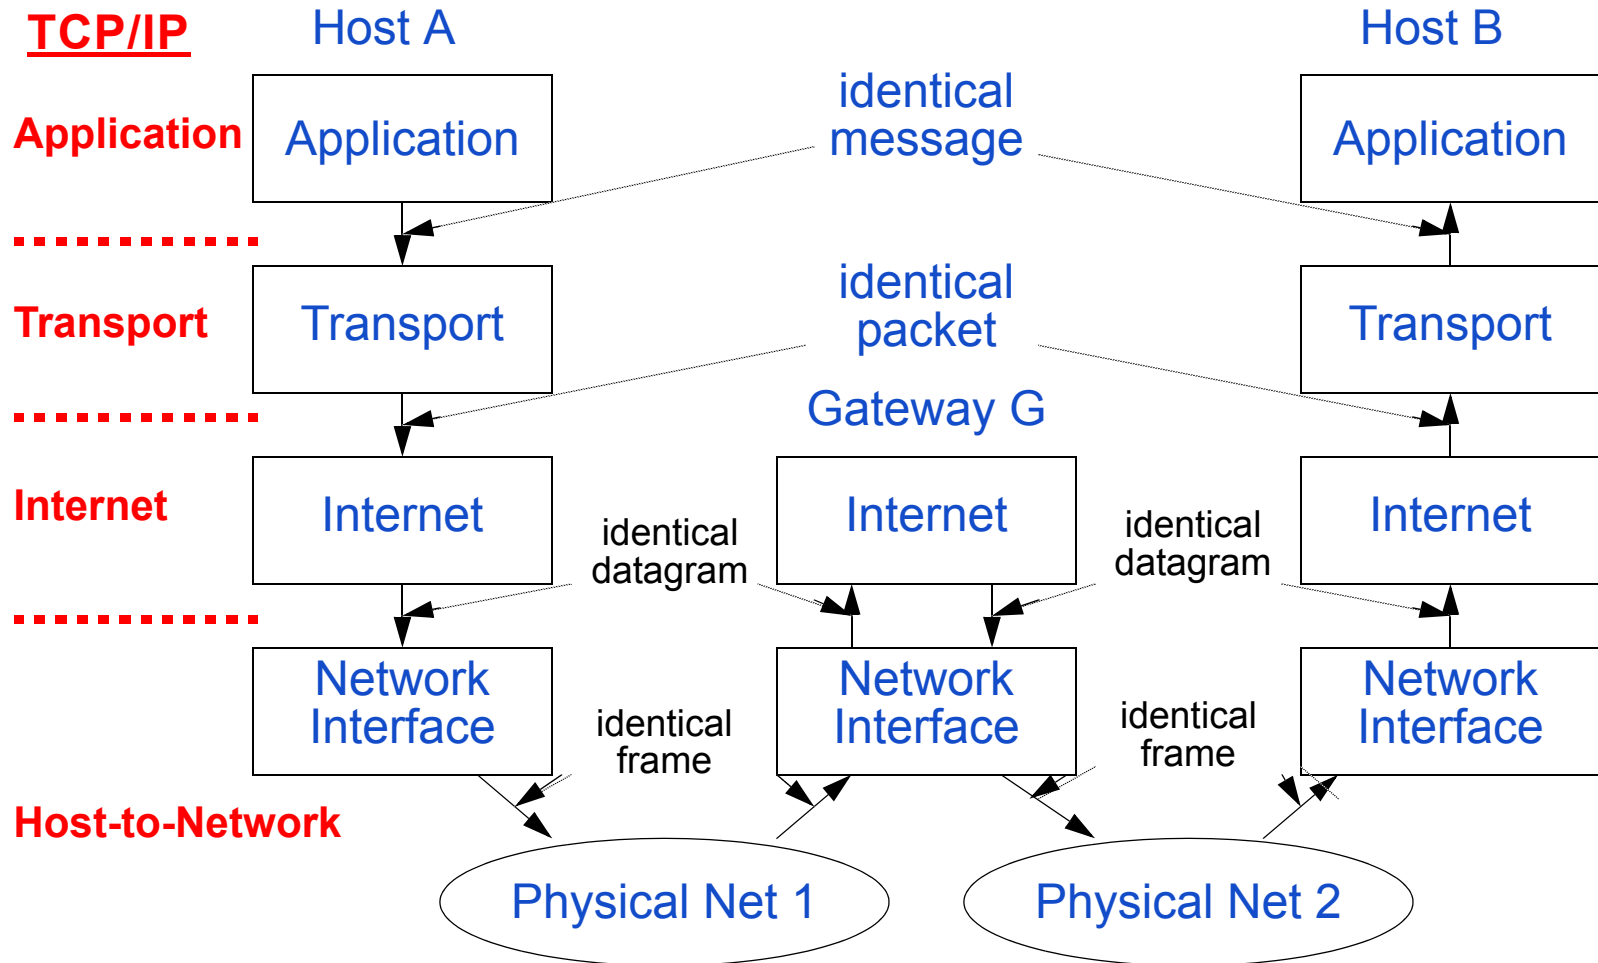 TCP/IP Host A Host B
Application Application identical Application
message
Transport Transport identical Transport
packet
Gateway G
Internet Internet identical Internet identical Internet
datagram datagram
Network Network Network
Interface identical Interface identical Interface
frame frame
Host-to-Network
Physical Net 1 Physical Net 2